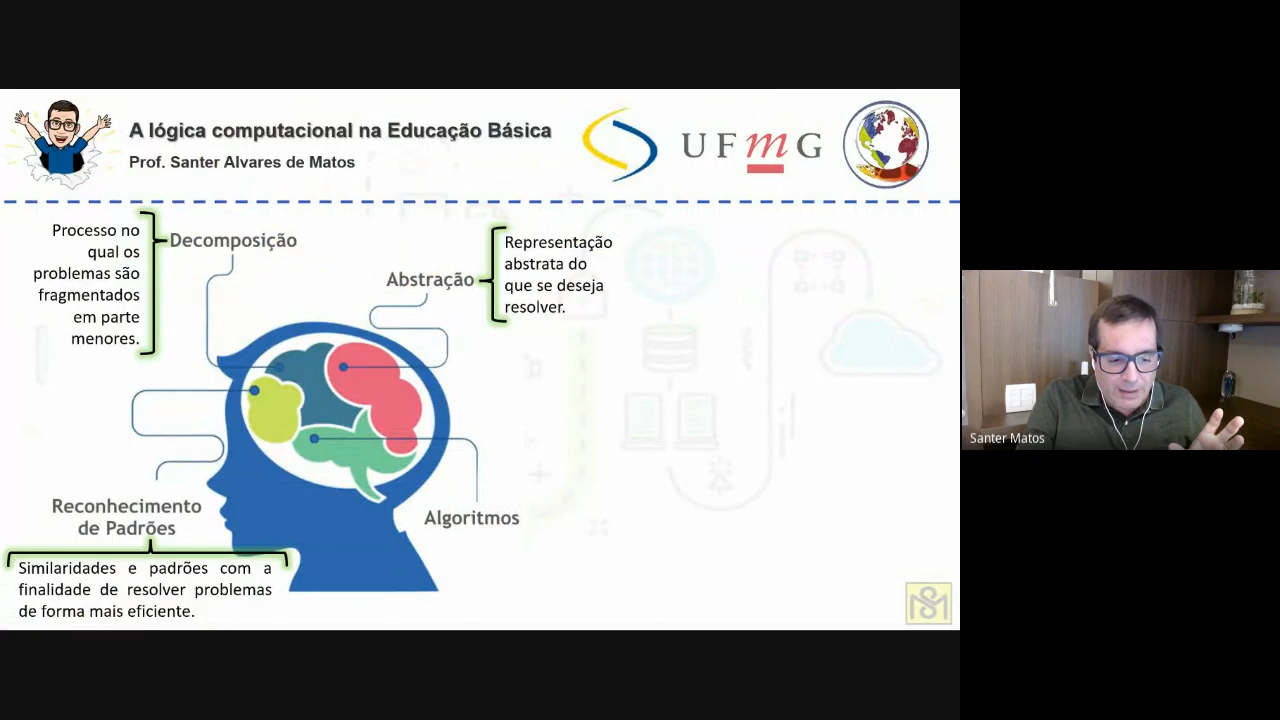 A lógica computacional na Educação Básica
Prof. Santer Alvares de Matos
UFmG
Processo no
qual os
problemas são
fragmentados
em parte
menores.
Decomposição
Abstração
Representação
abstrata do
que se deseja
resolver.
Reconhecimento
de Padrões
Algoritmos
Similaridades e padrões com a
finalidade de resolver problemas
de forma mais eficiente.
Santer Matos